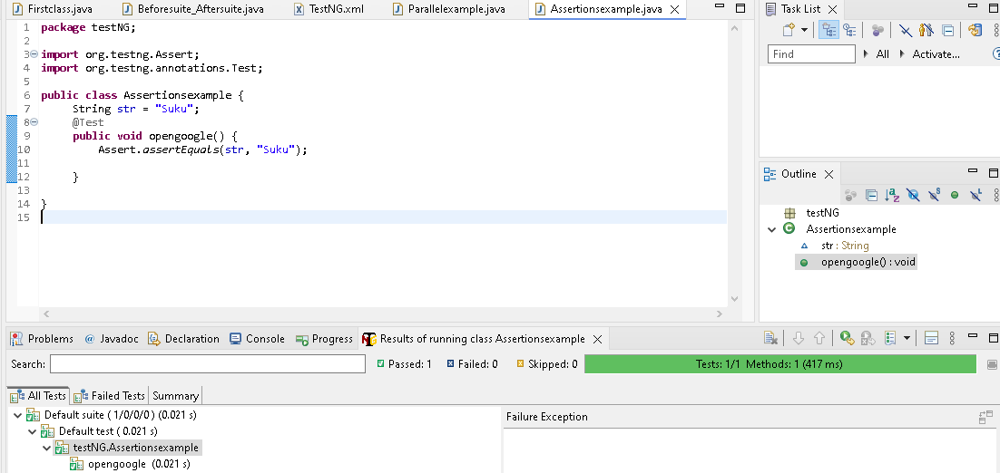 Firstclass.java Beforesuite_Aftersuite.java TestNG.xml Parallelexample.java Assertionsexample.java
1 package testNG;
2
3 import org.testng.Assert;
4 import org.testng.annotations.Test;
5
6 public class Assertionsexample {
7 String str = "Suku";
8 @Test
9 public void opengoogle() {
10 Assert.assertEquals(str, "Suku");
11
12 }
13
14 }
15
Task List
Find All Activate...
Outline
testNG
Assertionsexample
str : String
opengoogle() : void
Problems Javadoc Declaration Console Progress Results of running class Assertionsexample
Search: Passed: 1 Failed: 0 Skipped: 0 Tests: 1/1 Methods: 1 (417 ms)
All Tests Failed Tests Summary
Default suite ( 1/0/0/0 ) (0.021 s)
Default test ( 0.021 s)
testNG.Assertionsexample
opengoogle (0.021 s)
Failure Exception